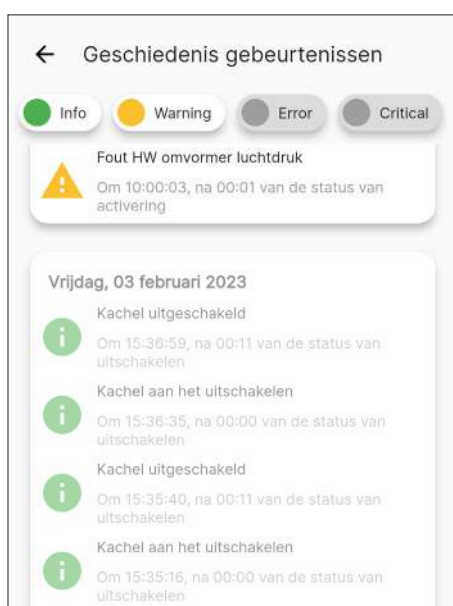 Geschiedenis gebeurtenissen
Info Warning Error Critical
Fout HW omvormer luchtdruk
Om 10:00:03, na 00:01 van de status van
activering
Vrijdag, 03 februari 2023
Kachel uitgeschakeld
Om 15:36:59, na 00:11 van de status van
uitschakelen
Kachel aan het uitschakelen
Om 15:36:35, na 00:00 van de status van
uitschakelen
Kachel uitgeschakeld
Om 15:35:40, na 00:11 van de status van
uitschakelen
Kachel aan het uitschakelen
Om 15:35:16, na 00:00 van de status van
uitschakelen